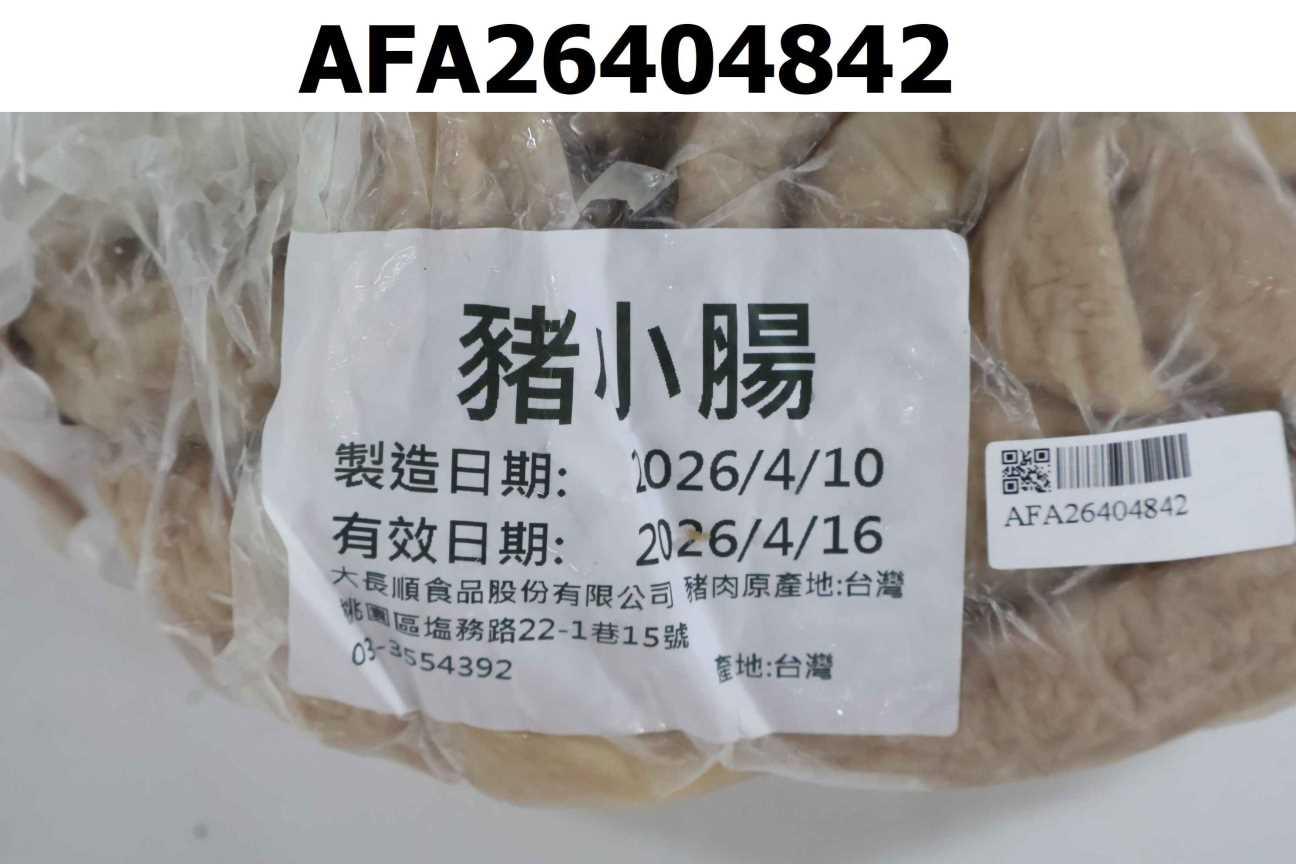 AFA26404842
豬小腸
製造日期: 2026/4/10
有效日期: 2026/4/16
大長順食品股份有限公司 豬肉原產地:台灣
桃園區塩務路22-1巷15號
03-3554392 產地:台灣
AFA26404842